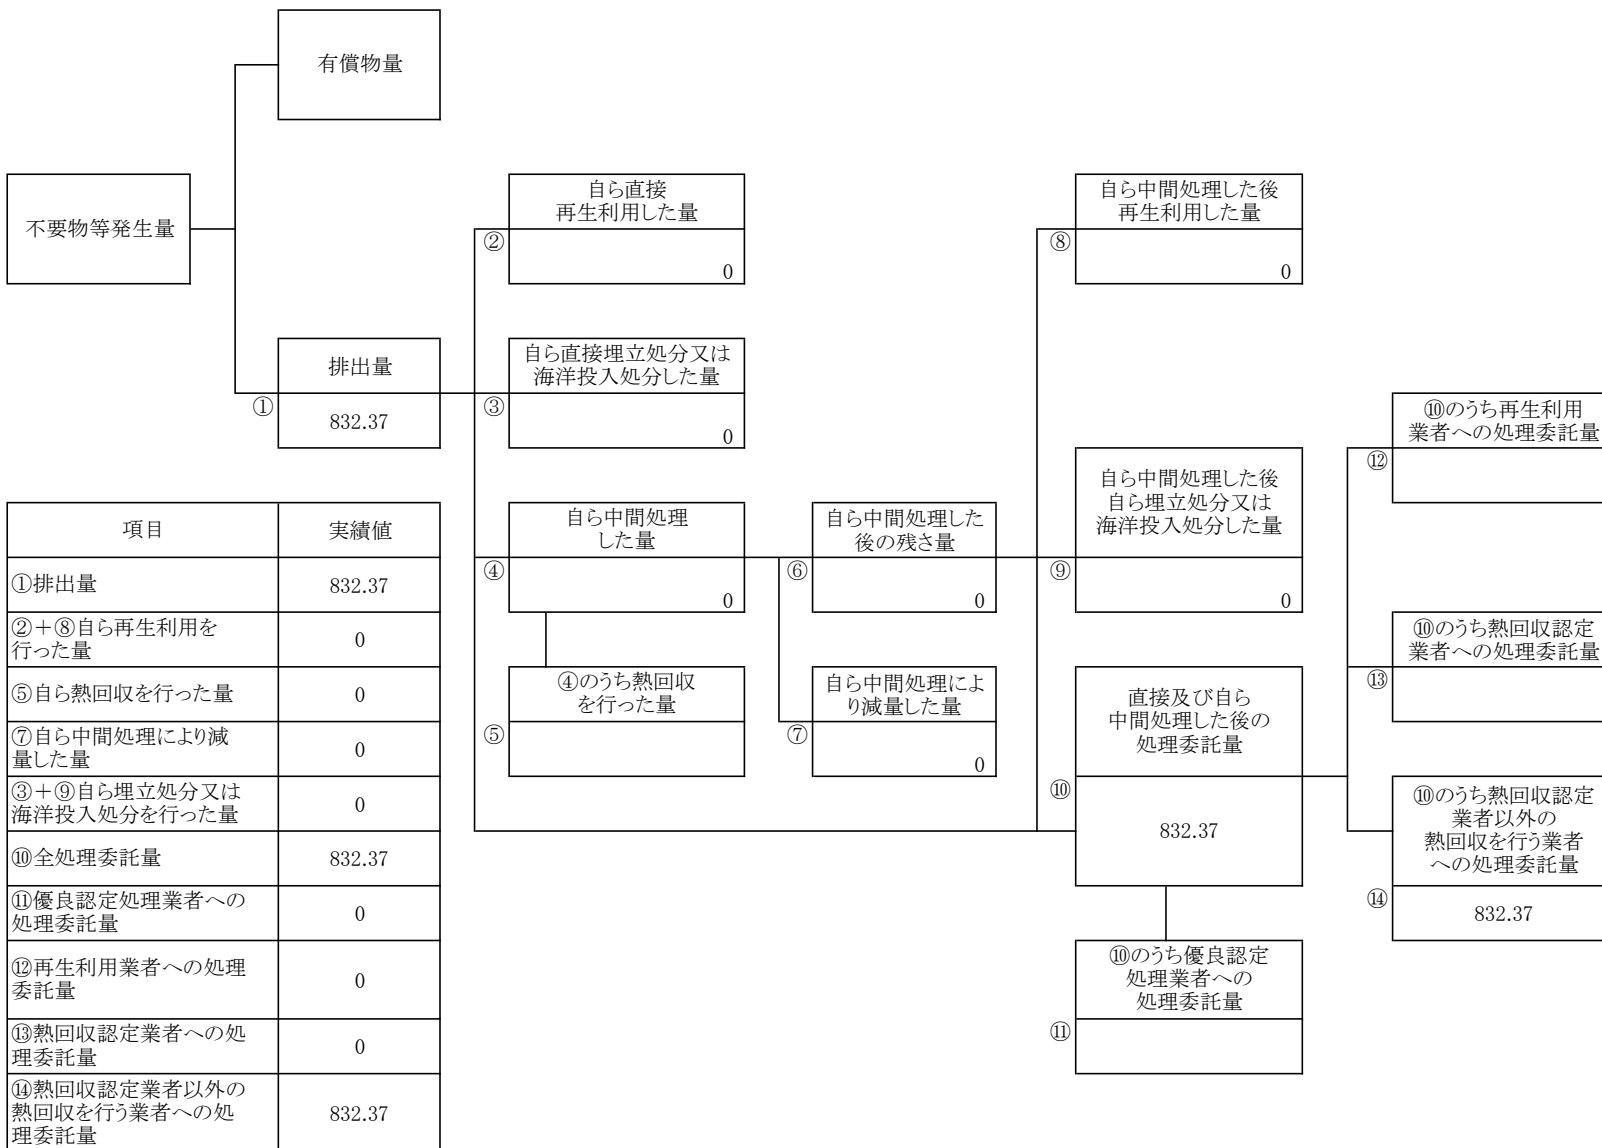 有償物量
不要物等発生量
排出量
①
832.37
自ら直接
再生利用した量
②
0
自ら直接埋立処分又は
海洋投入処分した量
③
0
自ら中間処理
した量
④
0
④のうち熱回収
を行った量
⑤
自ら中間処理した
後の残さ量
⑥
0
自ら中間処理によ
り減量した量
⑦
0
自ら中間処理した後
再生利用した量
⑧
0
自ら中間処理した後
自ら埋立処分又は
海洋投入処分した量
⑨
0
直接及び自ら
中間処理した後の
処理委託量
⑩
832.37
⑩のうち優良認定
処理業者への
処理委託量
⑪
⑩のうち再生利用
業者への処理委託量
⑫
⑩のうち熱回収認定
業者への処理委託量
⑬
⑩のうち熱回収認定
業者以外の
熱回収を行う業者
への処理委託量
⑭
832.37
項目 実績値
①排出量 832.37
②＋⑧自ら再生利用を
行った量
0
⑤自ら熱回収を行った量 0
⑦自ら中間処理により減
量した量
0
③＋⑨自ら埋立処分又は
海洋投入処分を行った量
0
⑩全処理委託量 832.37
⑪優良認定処理業者への
処理委託量
0
⑫再生利用業者への処理
委託量
0
⑬熱回収認定業者への処
理委託量
0
⑭熱回収認定業者以外の
熱回収を行う業者への処
理委託量
832.37